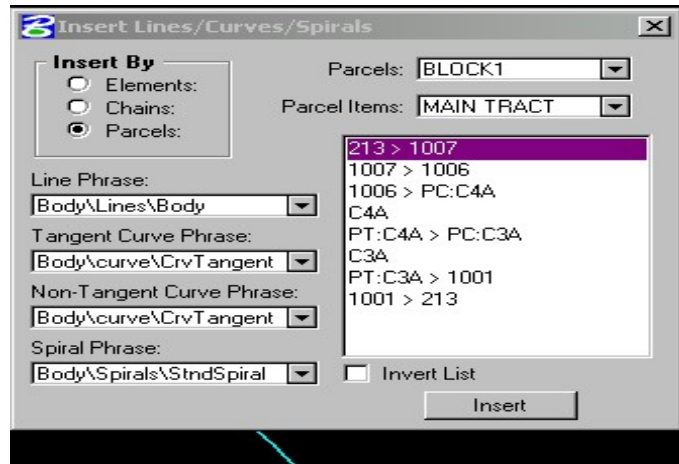 Insert Lines/Curves/Spirals
Insert By
Elements:
Chains:
Parcels:
Parcels: BLOCK1
Parcel Items: MAIN TRACT
213 > 1007
1007 > 1006
1006 > PC:C4A
C4A
PT:C4A > PC:C3A
C3A
PT:C3A > 1001
1001 > 213
Line Phrase:
Body\Lines\Body
Tangent Curve Phrase:
Body\curve\CrvTangent
Non-Tangent Curve Phrase:
Body\curve\CrvTangent
Spiral Phrase:
Body\Spirals\StndSpiral
Invert List
Insert